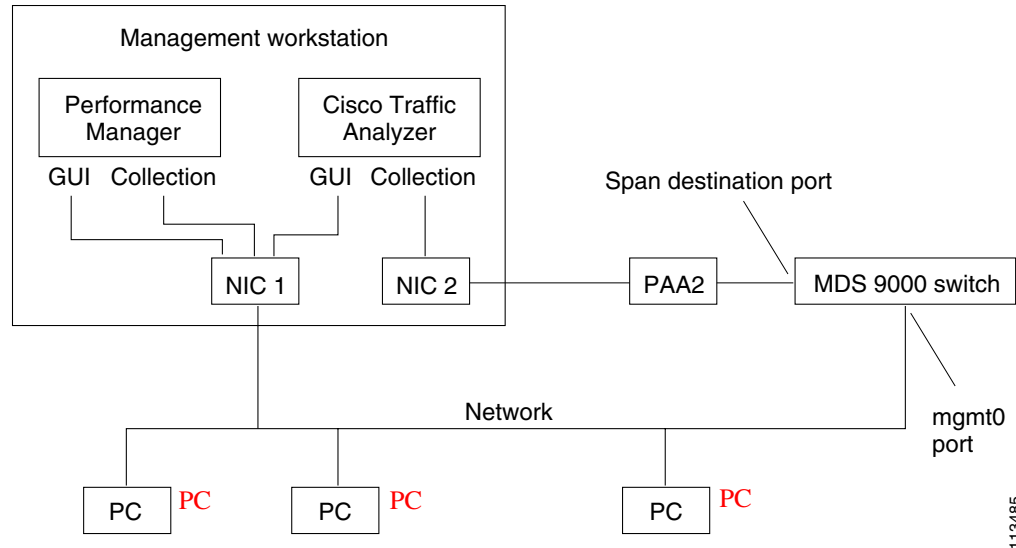 Management workstation
Performance
Manager
Cisco Traffic
Analyzer
GUI Collection
GUI Collection
Span destination port
NIC 1
NIC 2
PAA2
MDS 9000 switch
Network
mgmt0
port
PC PC
PC PC
PC PC
113485